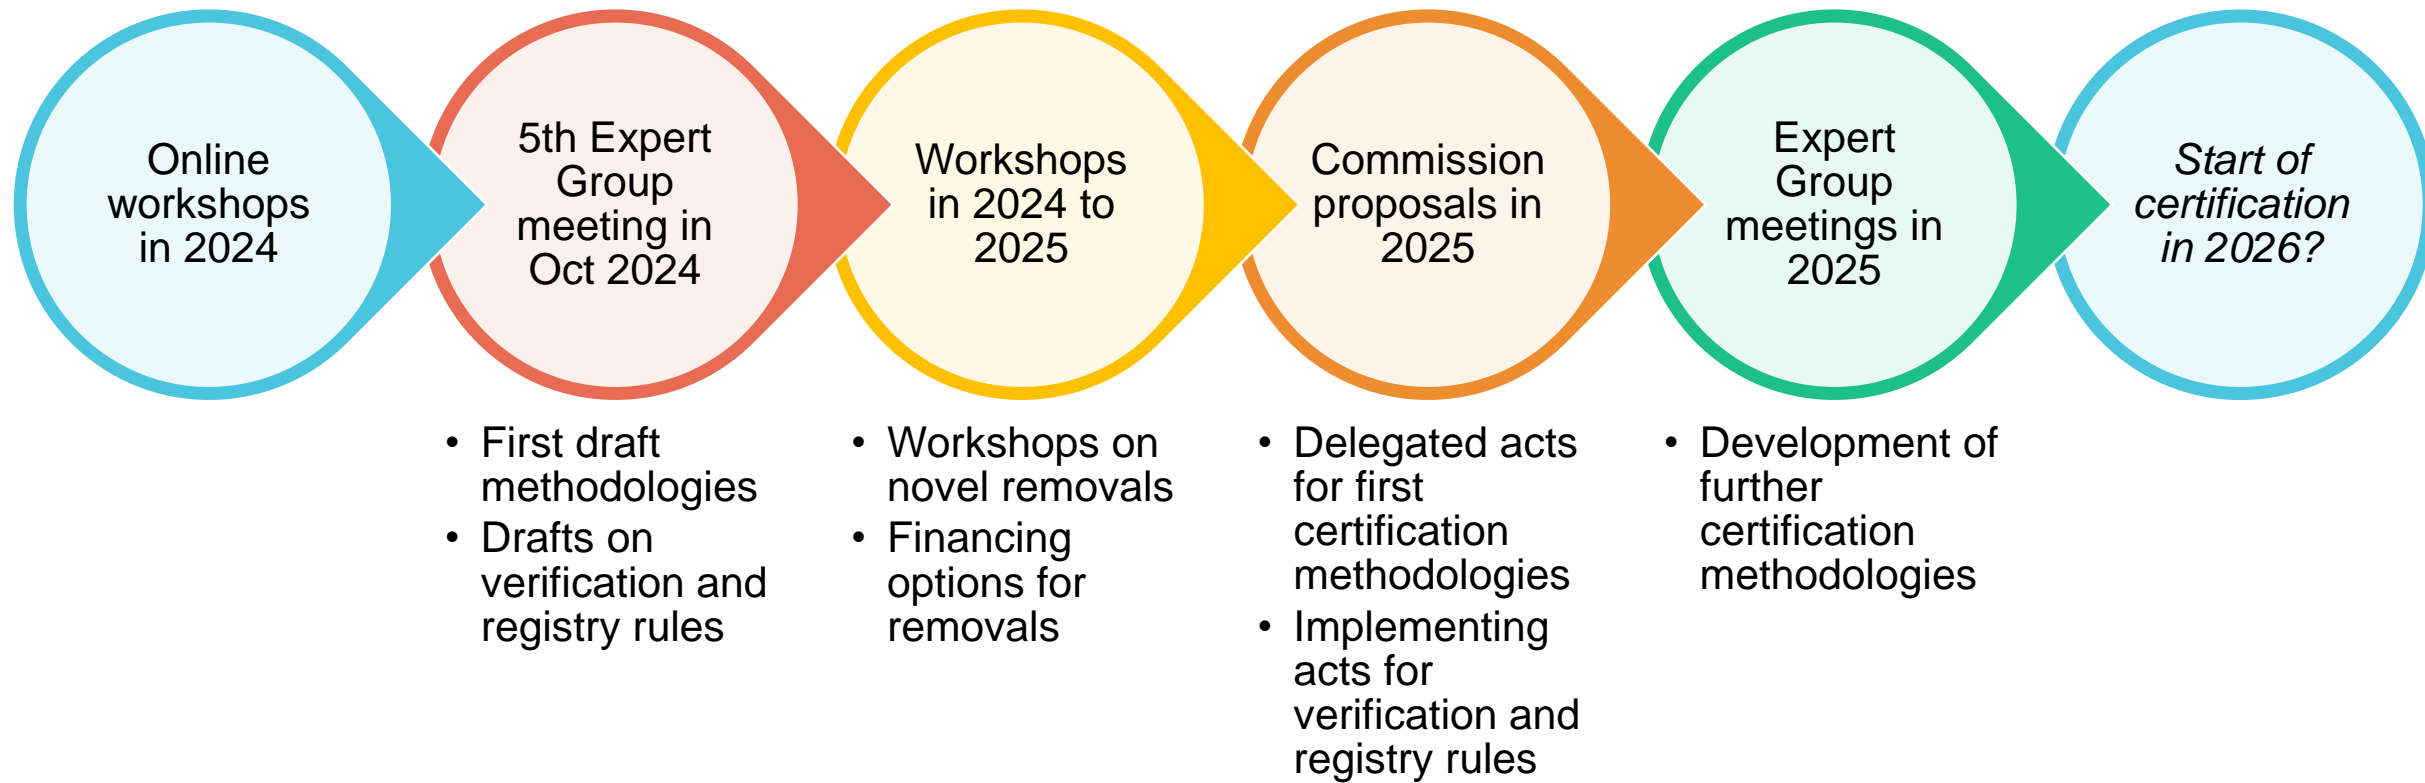 Online
workshops
in 2024
5th Expert
Group
meeting in
Oct 2024
Workshops
in 2024 to
2025
Commission
proposals in
2025
Expert
Group
meetings in
2025
Start of
certification
in 2026?
• First draft
methodologies
• Drafts on
verification and
registry rules
• Workshops on
novel removals
• Financing
options for
removals
• Delegated acts
for first
certification
methodologies
• Implementing
acts for
verification and
registry rules
• Development of
further
certification
methodologies